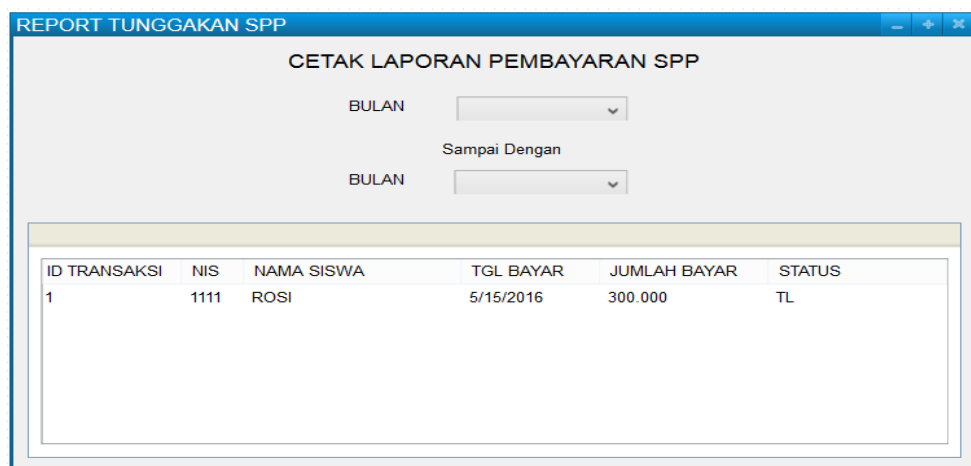 REPORT TUNGGAKAN SPP
CETAK LAPORAN PEMBAYARAN SPP
BULAN
Sampai Dengan
BULAN
ID TRANSAKSI NIS NAMA SISWA TGL BAYAR JUMLAH BAYAR STATUS
1 1111 ROSI 5/15/2016 300.000 TL